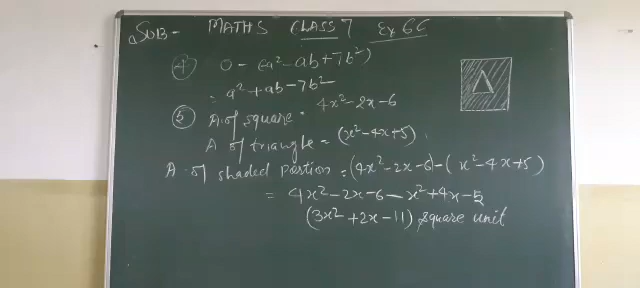 SUB- MATHS CLASS 7 Ex 6C
4 0 - (a² - ab + 7b²)
= a² + ab - 7b²
5 A. of square = 4x² - 2x - 6
A of triangle = (x² - 4x + 5)
A. of shaded portion = (4x² - 2x - 6) - (x² - 4x + 5)
= 4x² - 2x - 6 - x² + 4x - 5
(3x² + 2x - 11) square unit